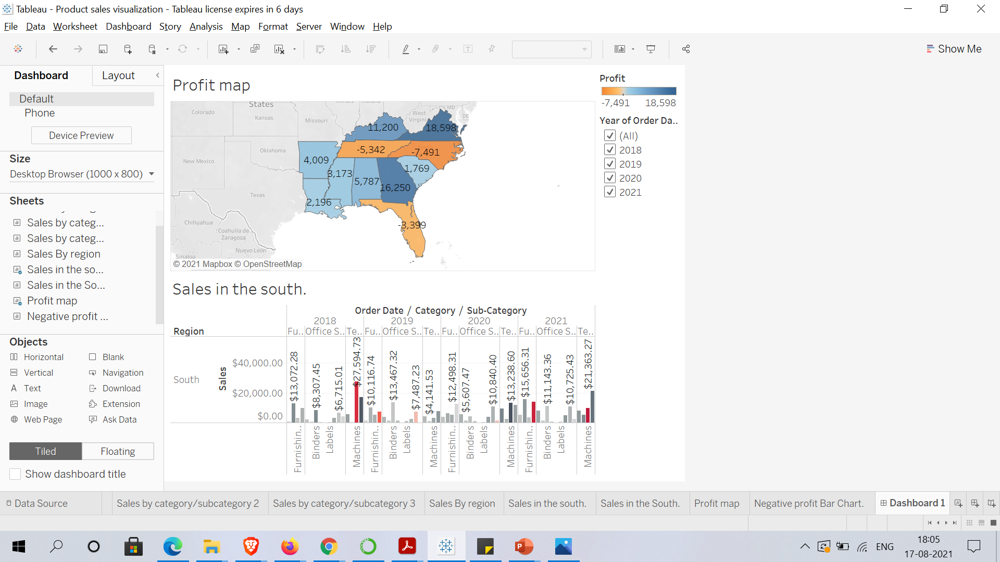 Tableau - Product sales visualization - Tableau license expires in 6 days
File Data Worksheet Dashboard Story Analysis Map Format Server Window Help
Show Me
Dashboard Layout
Default
Phone
Device Preview
Size
Desktop Browser (1000 x 800)
Sheets
Sales by categ...
Sales by categ...
Sales By region
Sales in the so...
Sales in the So...
Profit map
Negative profit ...
Objects
Horizontal Blank
Vertical Navigation
A Text Download
Image Extension
Web Page Ask Data
Tiled Floating
Show dashboard title
Profit map
States
Colorado
Kansas
Missouri
West
Virginia
MD
DE
Oklahoma
New Mexico
Texas
Chihuahua
Coahuila de
Zaragoza
Nuevo León
Sinaloa
11,200
18,598
-5,342
-7,491
4,009
3,173
1,769
5,787
16,250
2,196
-3,399
© 2021 Mapbox © OpenStreetMap
Profit
-7,491 18,598
Year of Order Da..
(All)
2018
2019
2020
2021
Sales in the south.
Order Date / Category / Sub-Category
2018 2019 2020 2021
Region Fu.. Office S.. Te.. Fu.. Office S.. Te.. Fu.. Office S.. Te.. Fu.. Office S.. Te..
South
Sales
$40,000.00
$20,000.00
$0.00
$13,072.28
$8,307.45
$6,715.01
$27,594.73
$10,116.74
$13,467.32
$7,487.23
$4,141.53
$12,498.31
$5,607.47
$10,840.40
$13,238.60
$15,656.31
$11,143.36
$10,725.43
$21,363.27
Furnishin.. Binders Labels Machines Furnishin.. Binders Labels Machines Furnishin.. Binders Labels Machines Furnishin.. Binders Labels Machines
Data Source Sales by category/subcategory 2 Sales by category/subcategory 3 Sales By region Sales in the south. Sales in the South. Profit map Negative profit Bar Chart. Dashboard 1
ENG
18:05
17-08-2021